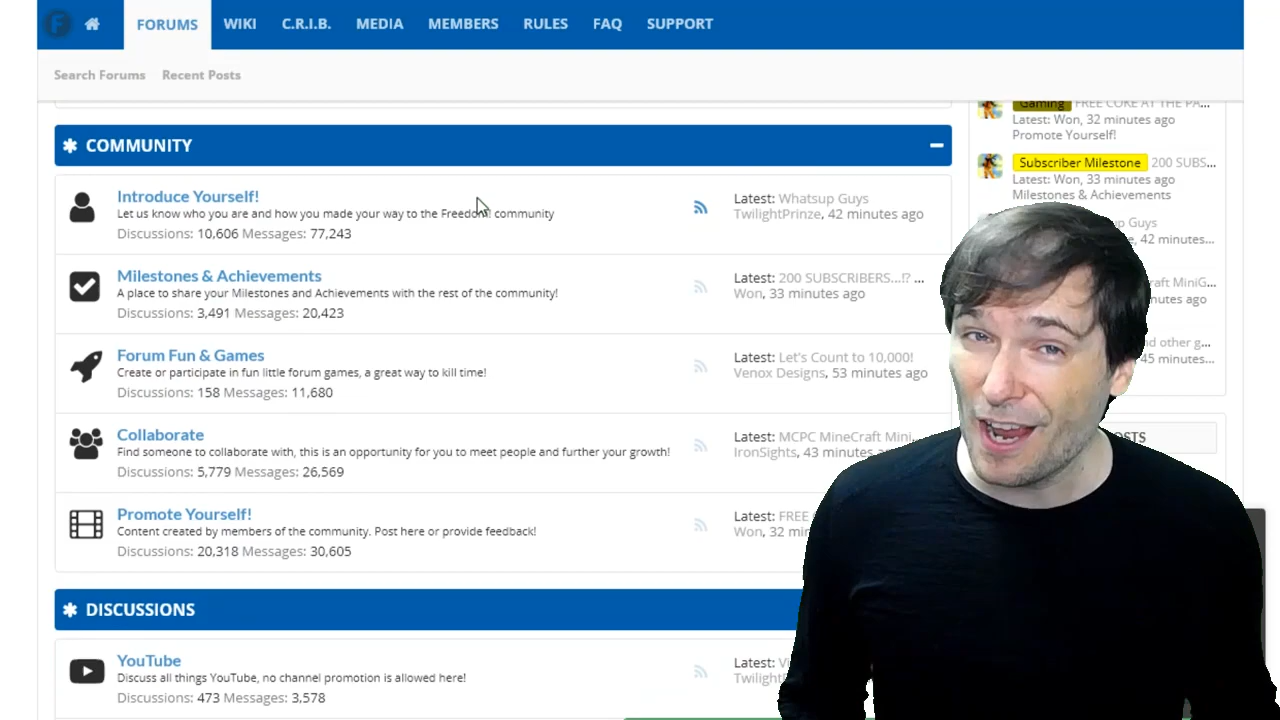 F FORUMS WIKI C.R.I.B. MEDIA MEMBERS RULES FAQ SUPPORT
Search Forums Recent Posts
COMMUNITY
Introduce Yourself!
Let us know who you are and how you made your way to the Freedom! community
Discussions: 10,606 Messages: 77,243
Latest: Whatsup Guys
TwilightPrinze, 42 minutes ago
Milestones & Achievements
A place to share your Milestones and Achievements with the rest of the community!
Discussions: 3,491 Messages: 20,423
Latest: 200 SUBSCRIBERS...!? ...
Won, 33 minutes ago
Forum Fun & Games
Create or participate in fun little forum games, a great way to kill time!
Discussions: 158 Messages: 11,680
Latest: Let's Count to 10,000!
Venox Designs, 53 minutes ago
Collaborate
Find someone to collaborate with, this is an opportunity for you to meet people and further your growth!
Discussions: 5,779 Messages: 26,569
Latest: MCPC MineCraft Mini...
IronSights, 43 minutes
Promote Yourself!
Content created by members of the community. Post here or provide feedback!
Discussions: 20,318 Messages: 30,605
Latest: FREE
Won, 32
DISCUSSIONS
YouTube
Discuss all things YouTube, no channel promotion is allowed here!
Discussions: 473 Messages: 3,578
Latest:
Gaming FREE COKE AT THE PA...
Latest: Won, 32 minutes ago
Promote Yourself!
Subscriber Milestone 200 SUBS...
Latest: Won, 33 minutes ago
Milestones & Achievements
Guys
42 minutes...
MiniG...
ago
45 minutes...